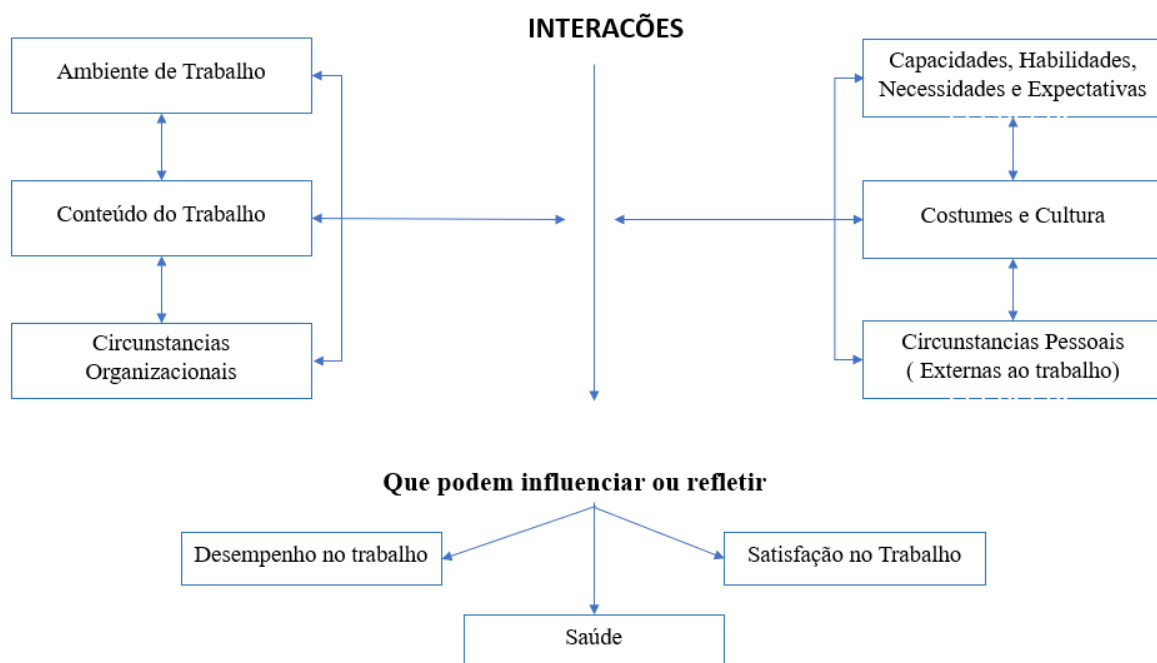 INTERACÕES
Ambiente de Trabalho
Capacidades, Habilidades,
Necessidades e Expectativas
Conteúdo do Trabalho
Costumes e Cultura
Circunstancias
Organizacionais
Circunstancias Pessoais
( Externas ao trabalho)
Que podem influenciar ou refletir
Desempenho no trabalho
Satisfação no Trabalho
Saúde